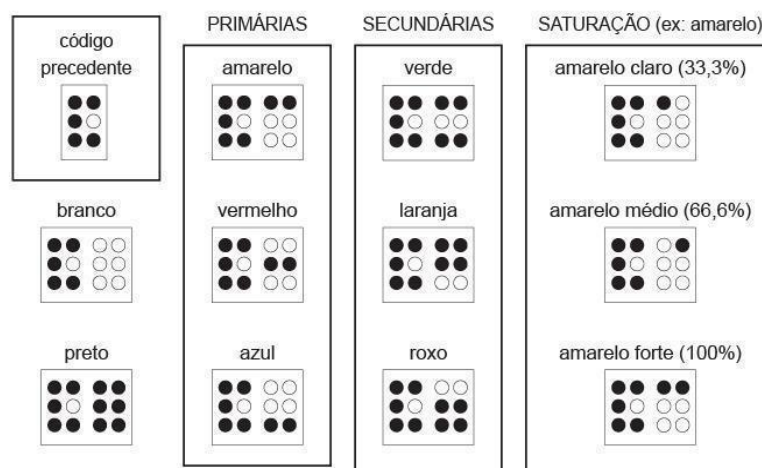 PRIMÁRIAS
SECUNDÁRIAS
SATURAÇÃO (ex: amarelo)
código
precedente
amarelo
verde
amarelo claro (33,3%)
branco
vermelho
laranja
amarelo médio (66,6%)
preto
azul
roxo
amarelo forte (100%)